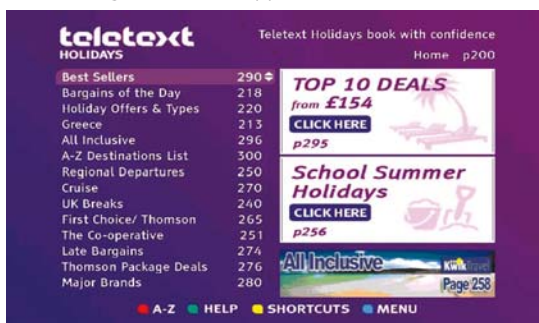 teletext
HOLIDAYS
Teletext Holidays book with confidence
Home p200
Best Sellers 290
Bargains of the Day 218
Holiday Offers & Types 220
Greece 213
All Inclusive 296
A-Z Destinations List 300
Regional Departures 250
Cruise 270
UK Breaks 240
First Choice/ Thomson 265
The Co-operative 251
Late Bargains 274
Thomson Package Deals 276
Major Brands 280
TOP 10 DEALS
from £154
CLICK HERE
p295
School Summer
Holidays
CLICK HERE
p256
All Inclusive
KwikTravel
Page 258
A-Z HELP SHORTCUTS MENU